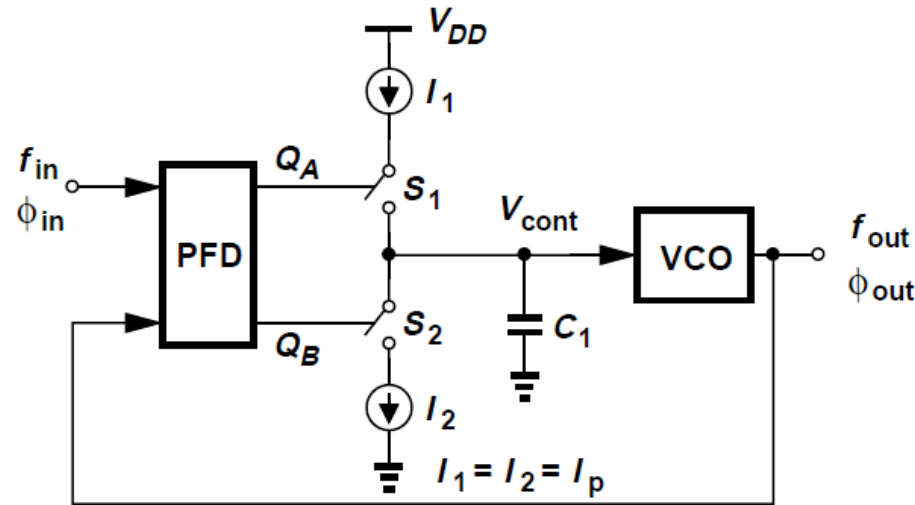 V_DD
I_1
f_in
Q_A
S_1
ϕ_in
V_cont
f_out
PFD
VCO
ϕ_out
S_2
C_1
Q_B
I_2
I_1 = I_2 = I_p